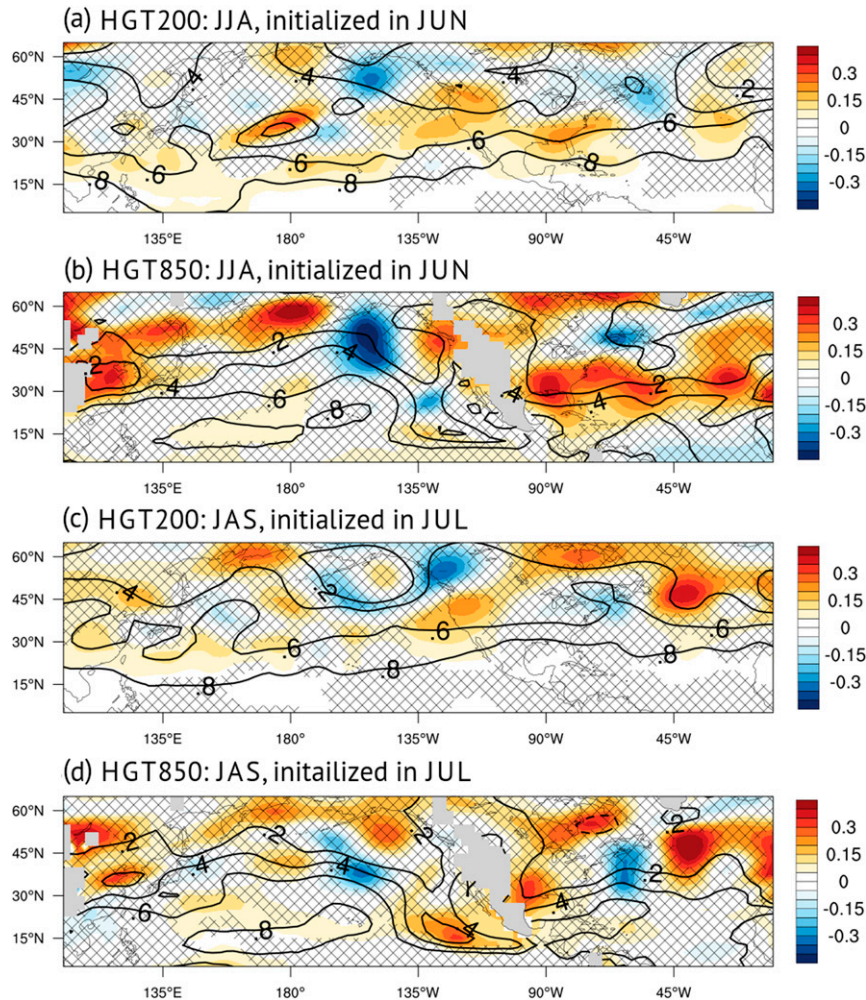 (a) HGT200: JJA, initialized in JUN
60°N
45°N
30°N
15°N
.4 .4 .2 .6 .6 .8 .8 .8
135°E 180° 135°W 90°W 45°W
0.3
0.15
0
-0.15
-0.3
(b) HGT850: JJA, initialized in JUN
60°N
45°N
30°N
15°N
.2 .2 .4 .4 .6 .8 .4 .2 .4
135°E 180° 135°W 90°W 45°W
0.3
0.15
0
-0.15
-0.3
(c) HGT200: JAS, initialized in JUL
60°N
45°N
30°N
15°N
.4 .2 .6 .6 .8 .8
135°E 180° 135°W 90°W 45°W
0.3
0.15
0
-0.15
-0.3
(d) HGT850: JAS, initailized in JUL
60°N
45°N
30°N
15°N
.2 .2 .2 .4 .4 .2 .6 .4 .8 .4
135°E 180° 135°W 90°W 45°W
0.3
0.15
0
-0.15
-0.3